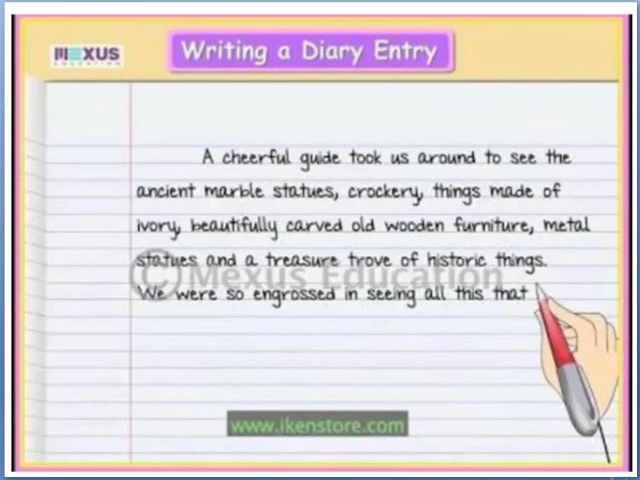 MEXUS
EDUCATION
Writing a Diary Entry
A cheerful guide took us around to see the
ancient marble statues, crockery, things made of
ivory, beautifully carved old wooden furniture, metal
statues and a treasure trove of historic things.
© Mexus Education
We were so engrossed in seeing all this that
www.ikenstore.com